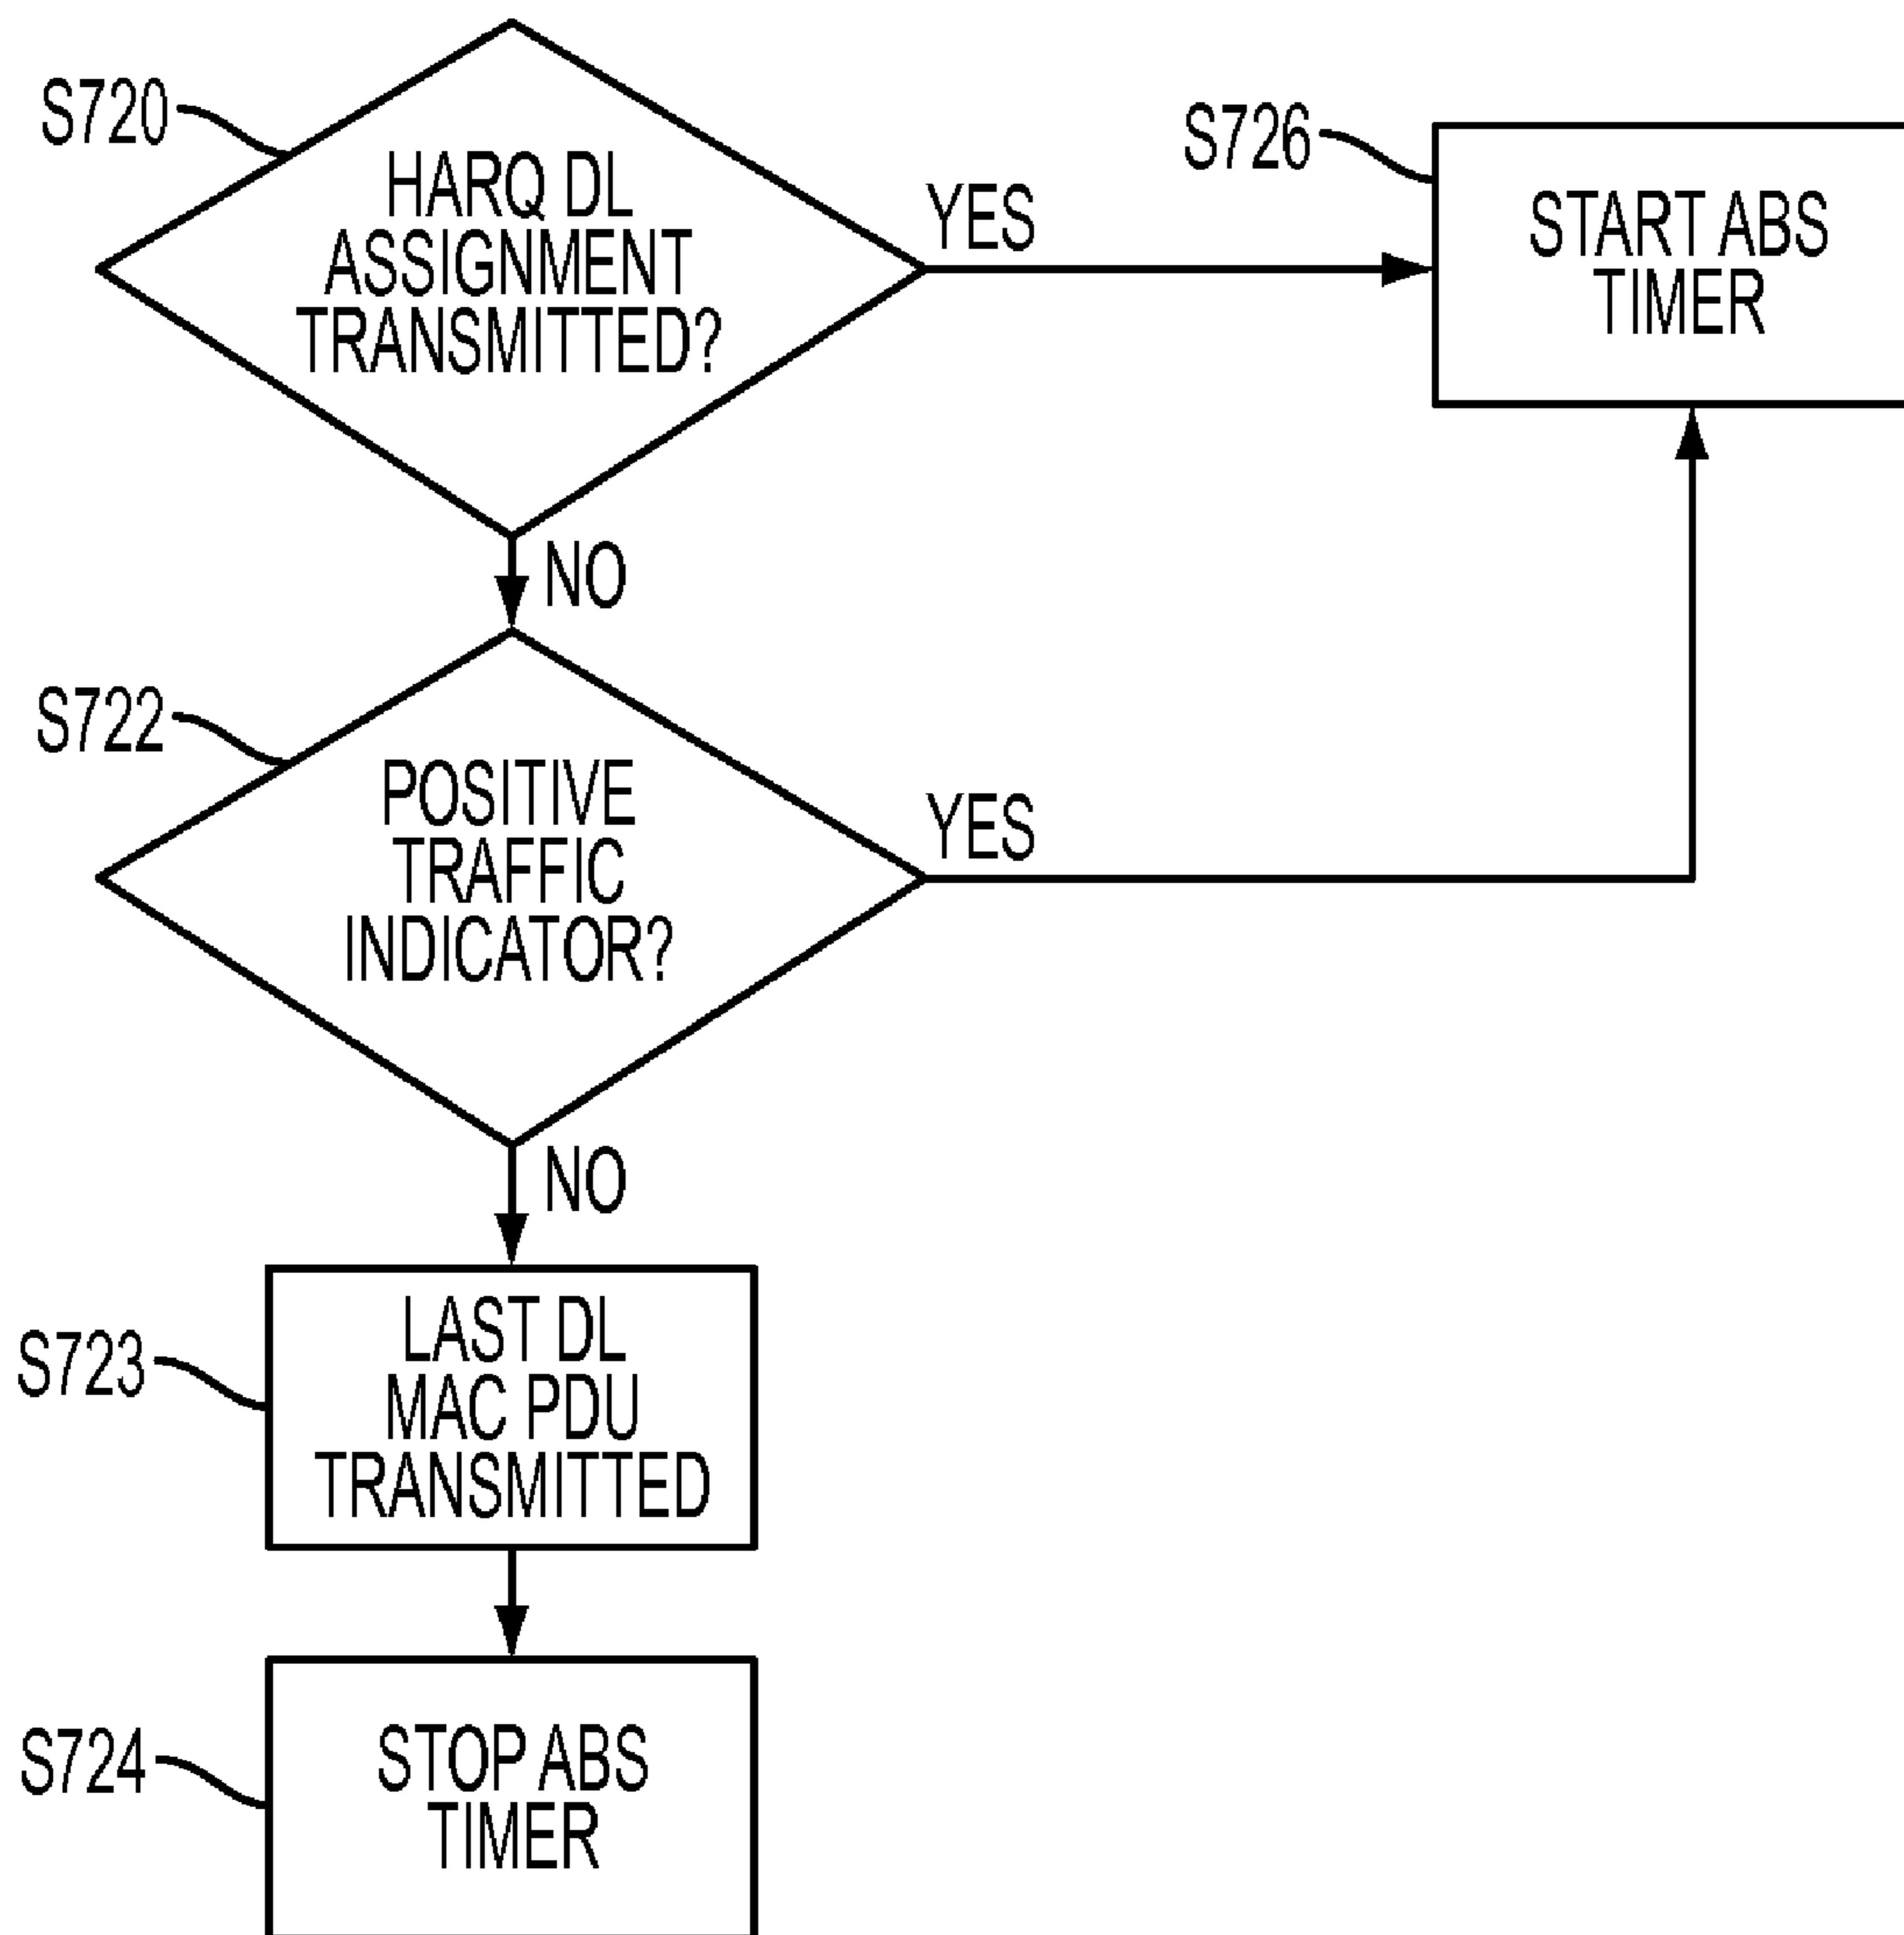 S720
HARQ DL
ASSIGNMENT
TRANSMITTED?
YES
S726
START ABS
TIMER
NO
S722
POSITIVE
TRAFFIC
INDICATOR?
YES
NO
S723
LAST DL
MAC PDU
TRANSMITTED
S724
STOP ABS
TIMER